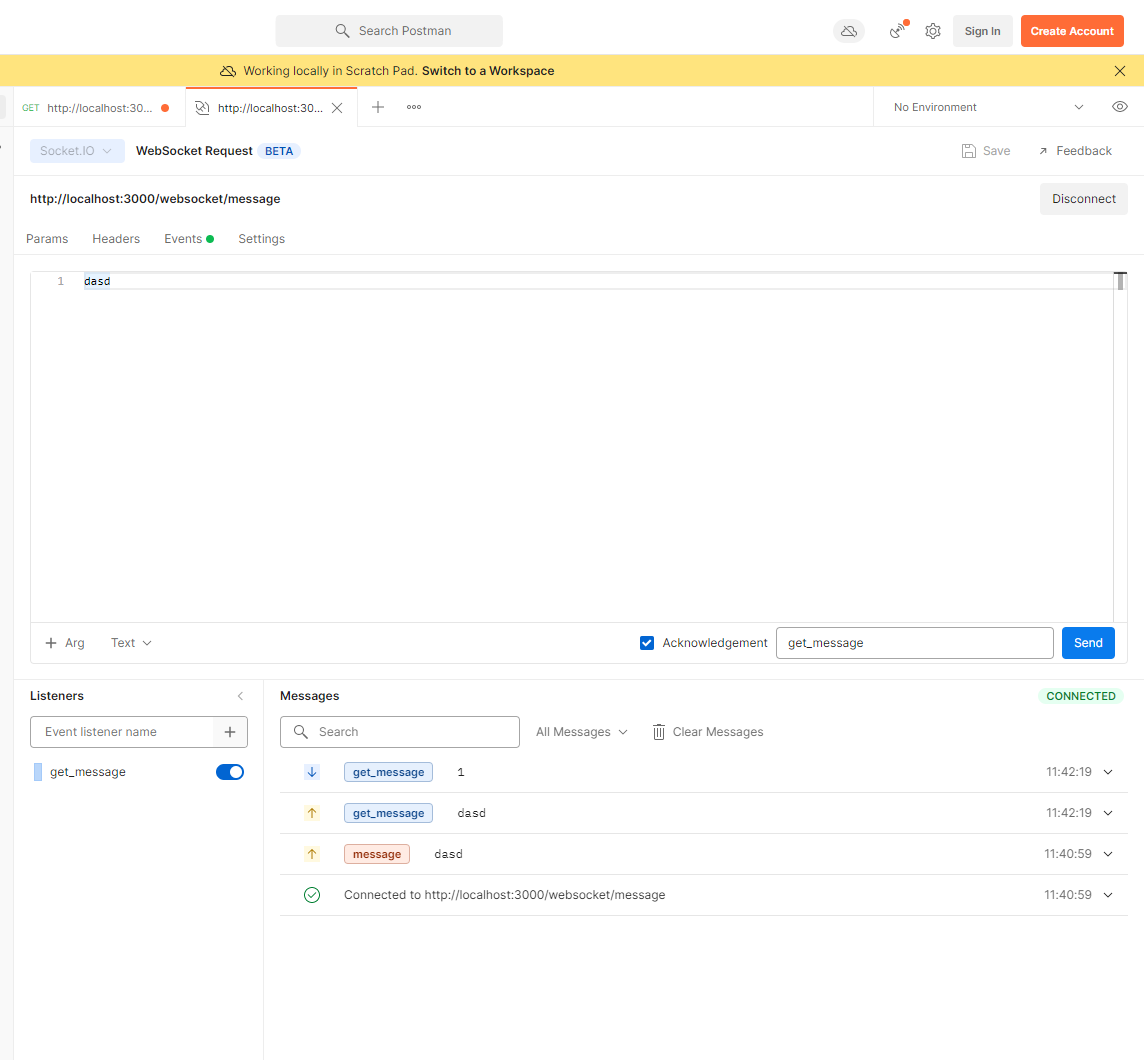 Search Postman
Sign In
Create Account
Working locally in Scratch Pad. Switch to a Workspace
GET http://localhost:30...
http://localhost:30...
No Environment
Socket.IO
WebSocket Request BETA
Save
Feedback
http://localhost:3000/websocket/message
Disconnect
Params Headers Events Settings
1 dasd
Arg
Text
Acknowledgement
get_message
Send
Listeners
Event listener name
get_message
Messages
CONNECTED
Search
All Messages
Clear Messages
get_message 1 11:42:19
get_message dasd 11:42:19
message dasd 11:40:59
Connected to http://localhost:3000/websocket/message 11:40:59